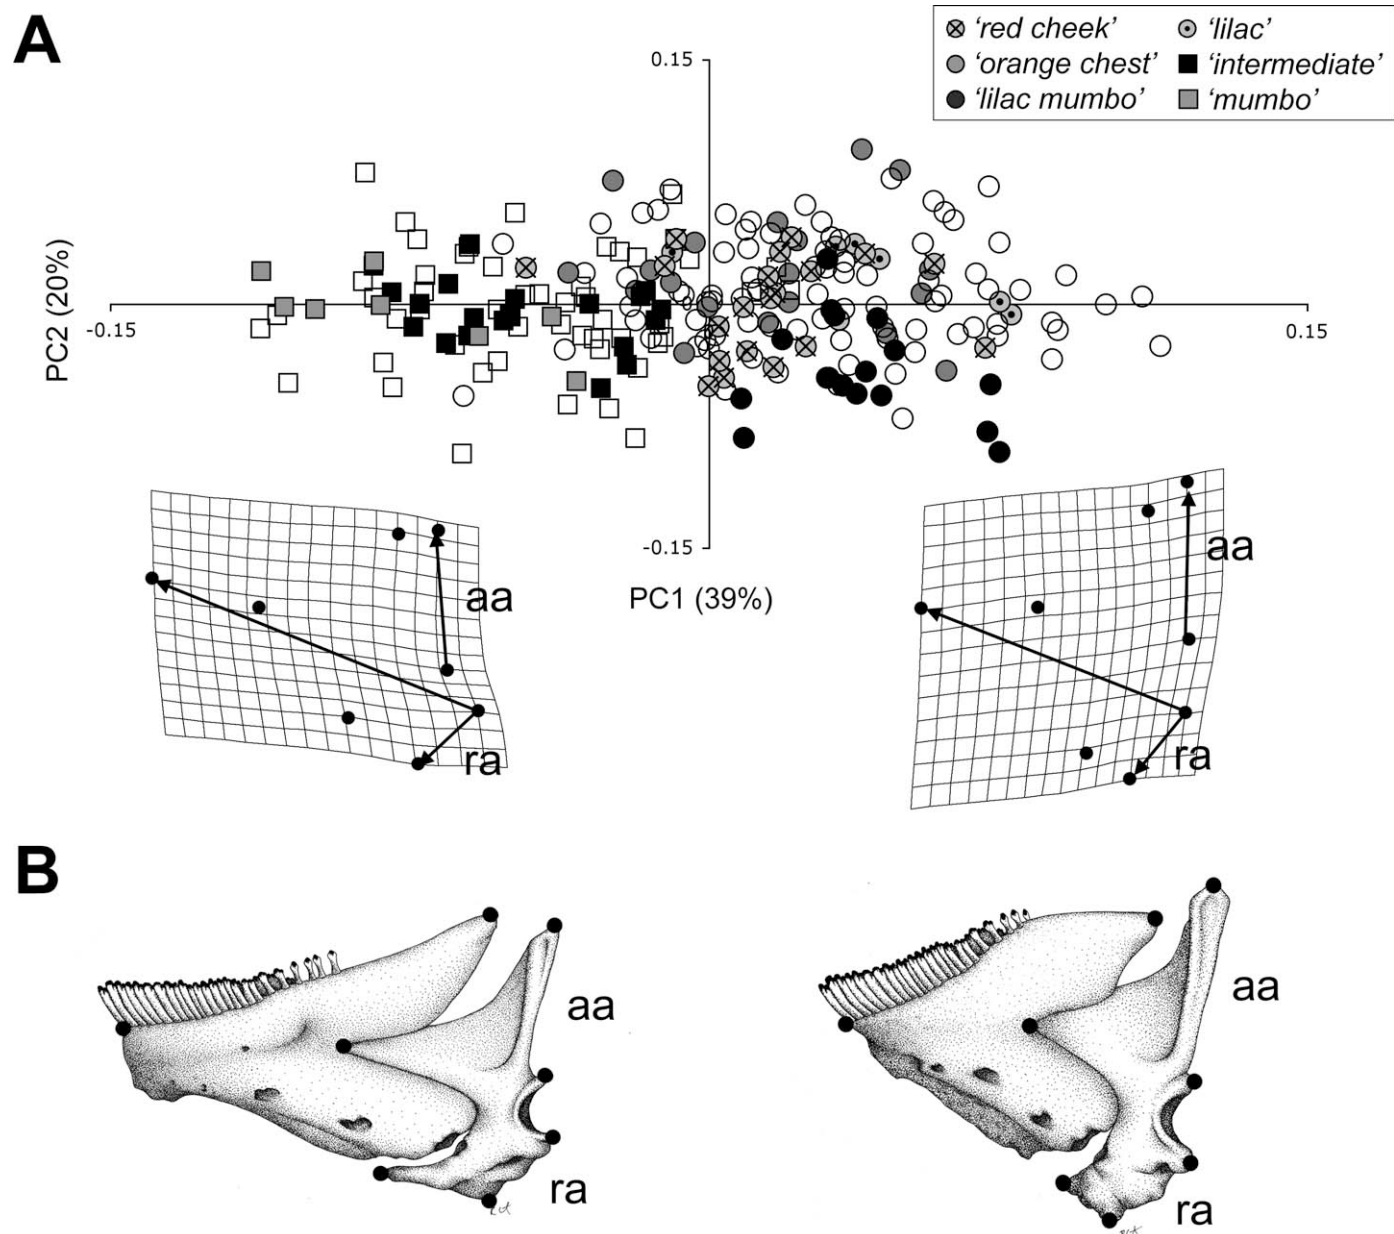 A
'red cheek' 'lilac'
'orange chest' 'intermediate'
'lilac mumbo' 'mumbo'
0.15
PC2 (20%)
-0.15
0.15
-0.15
PC1 (39%)
aa
aa
ra
ra
B
aa
aa
ra
ra